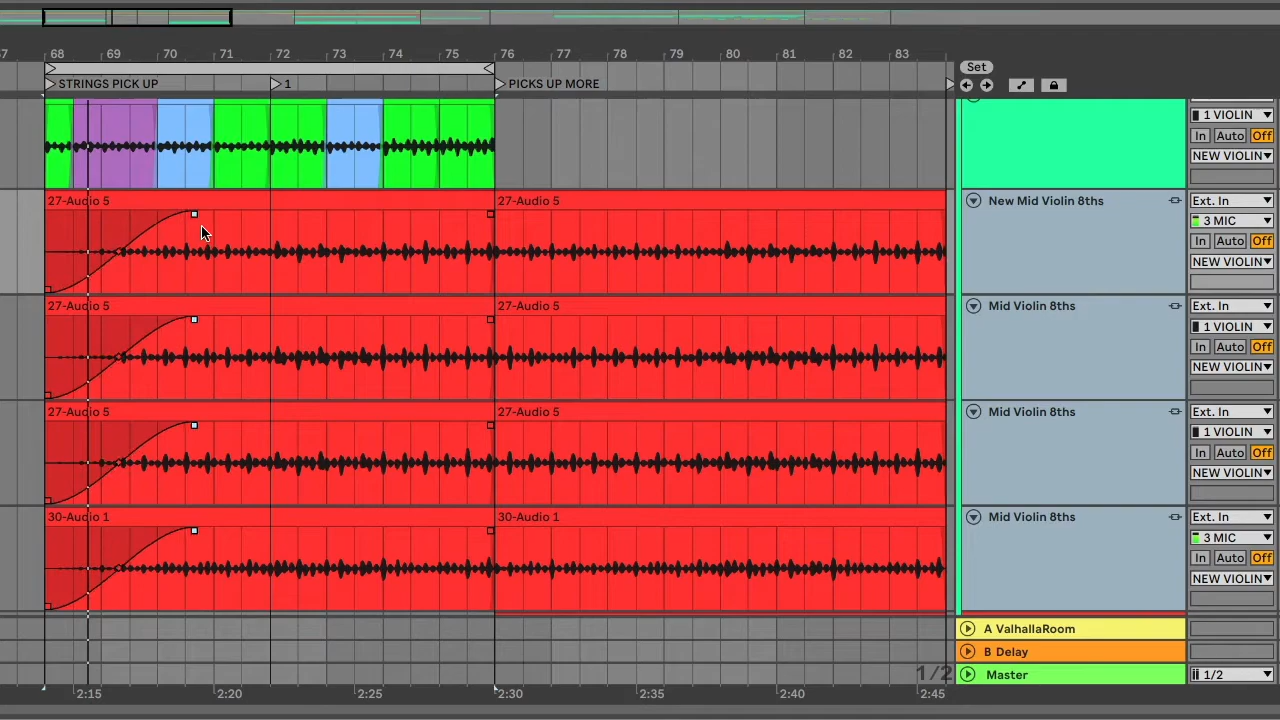 67 68 69 70 71 72 73 74 75 76 77 78 79 80 81 82 83
Set
STRINGS PICK UP 1 PICKS UP MORE
1 VIOLIN
In Auto Off
NEW VIOLIN
27-Audio 5 27-Audio 5 New Mid Violin 8ths Ext. In
3 MIC
In Auto Off
NEW VIOLIN
27-Audio 5 27-Audio 5 Mid Violin 8ths Ext. In
1 VIOLIN
In Auto Off
NEW VIOLIN
27-Audio 5 27-Audio 5 Mid Violin 8ths Ext. In
1 VIOLIN
In Auto Off
NEW VIOLIN
30-Audio 1 30-Audio 1 Mid Violin 8ths Ext. In
3 MIC
In Auto Off
NEW VIOLIN
A ValhallaRoom
B Delay
1/2 Master 1/2
2:15 2:20 2:25 2:30 2:35 2:40 2:45